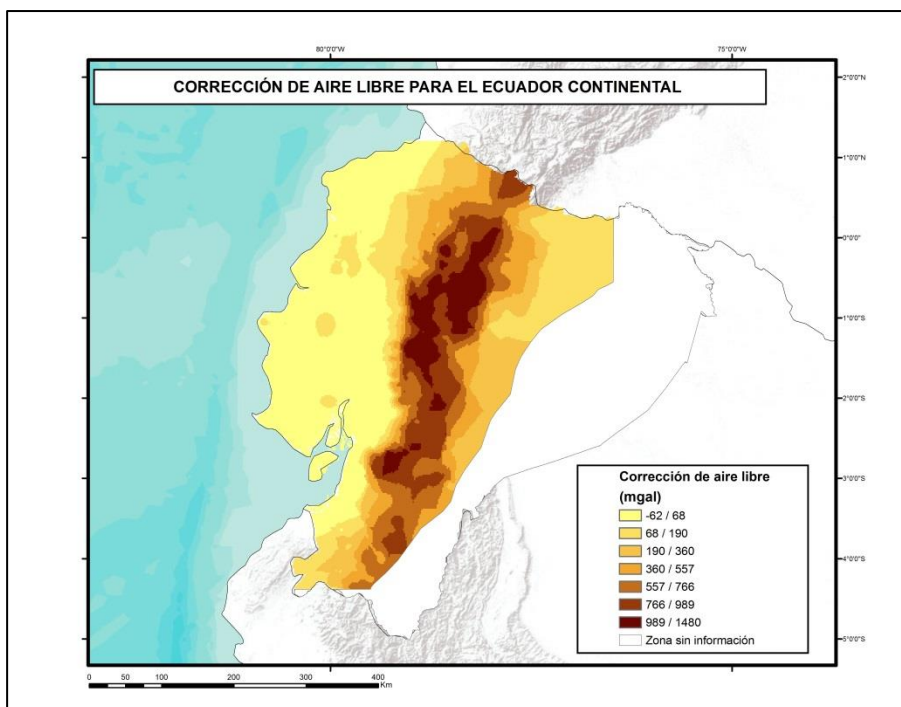 80°0'0"W 75°0'0"W
CORRECCIÓN DE AIRE LIBRE PARA EL ECUADOR CONTINENTAL
2°0'0"N
1°0'0"N
0°0'0"
1°0'0"S
2°0'0"S
3°0'0"S
4°0'0"S
5°0'0"S
Corrección de aire libre
(mgal)
-62 / 68
68 / 190
190 / 360
360 / 557
557 / 766
766 / 989
989 / 1480
Zona sin información
0 25 50 100 200 300 400
Km